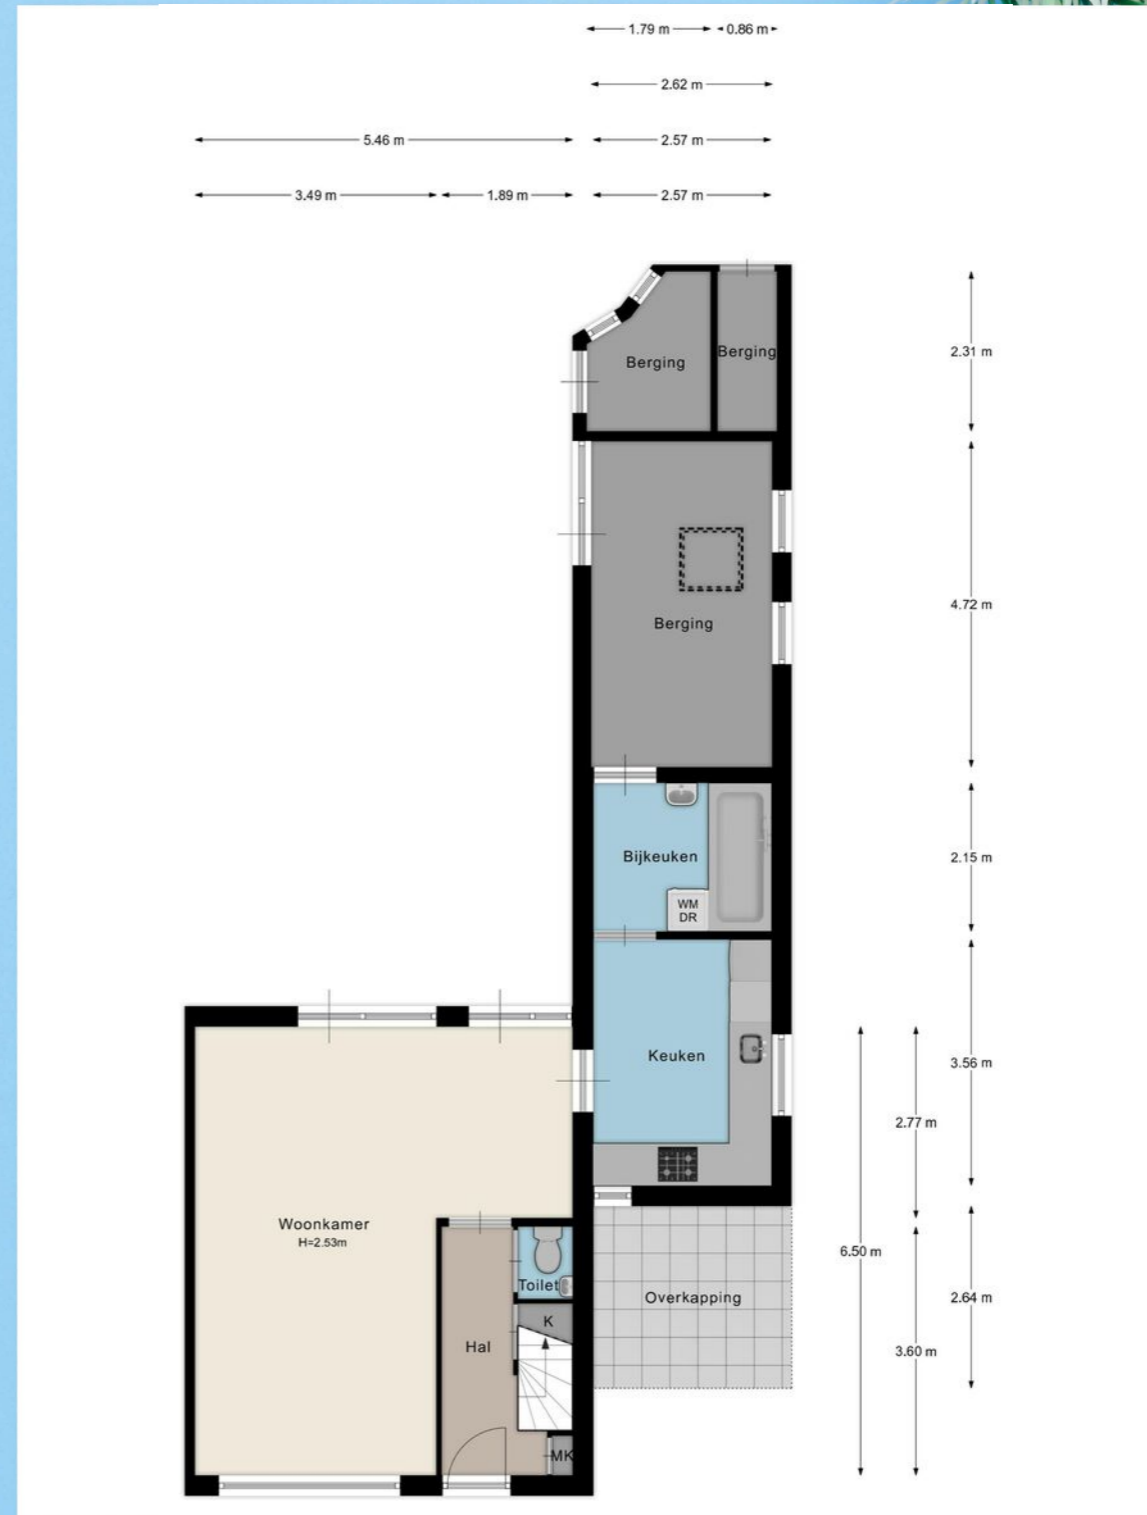 1.79 m 0.86 m
2.62 m
5.46 m 2.57 m
3.49 m 1.89 m 2.57 m
Berging
Berging
2.31 m
Berging
4.72 m
Bijkeuken
WM
DR
2.15 m
Keuken
3.56 m
2.77 m
Woonkamer
H=2.53m
6.50 m
Toilet
Overkapping
2.64 m
K
Hal
3.60 m
MK